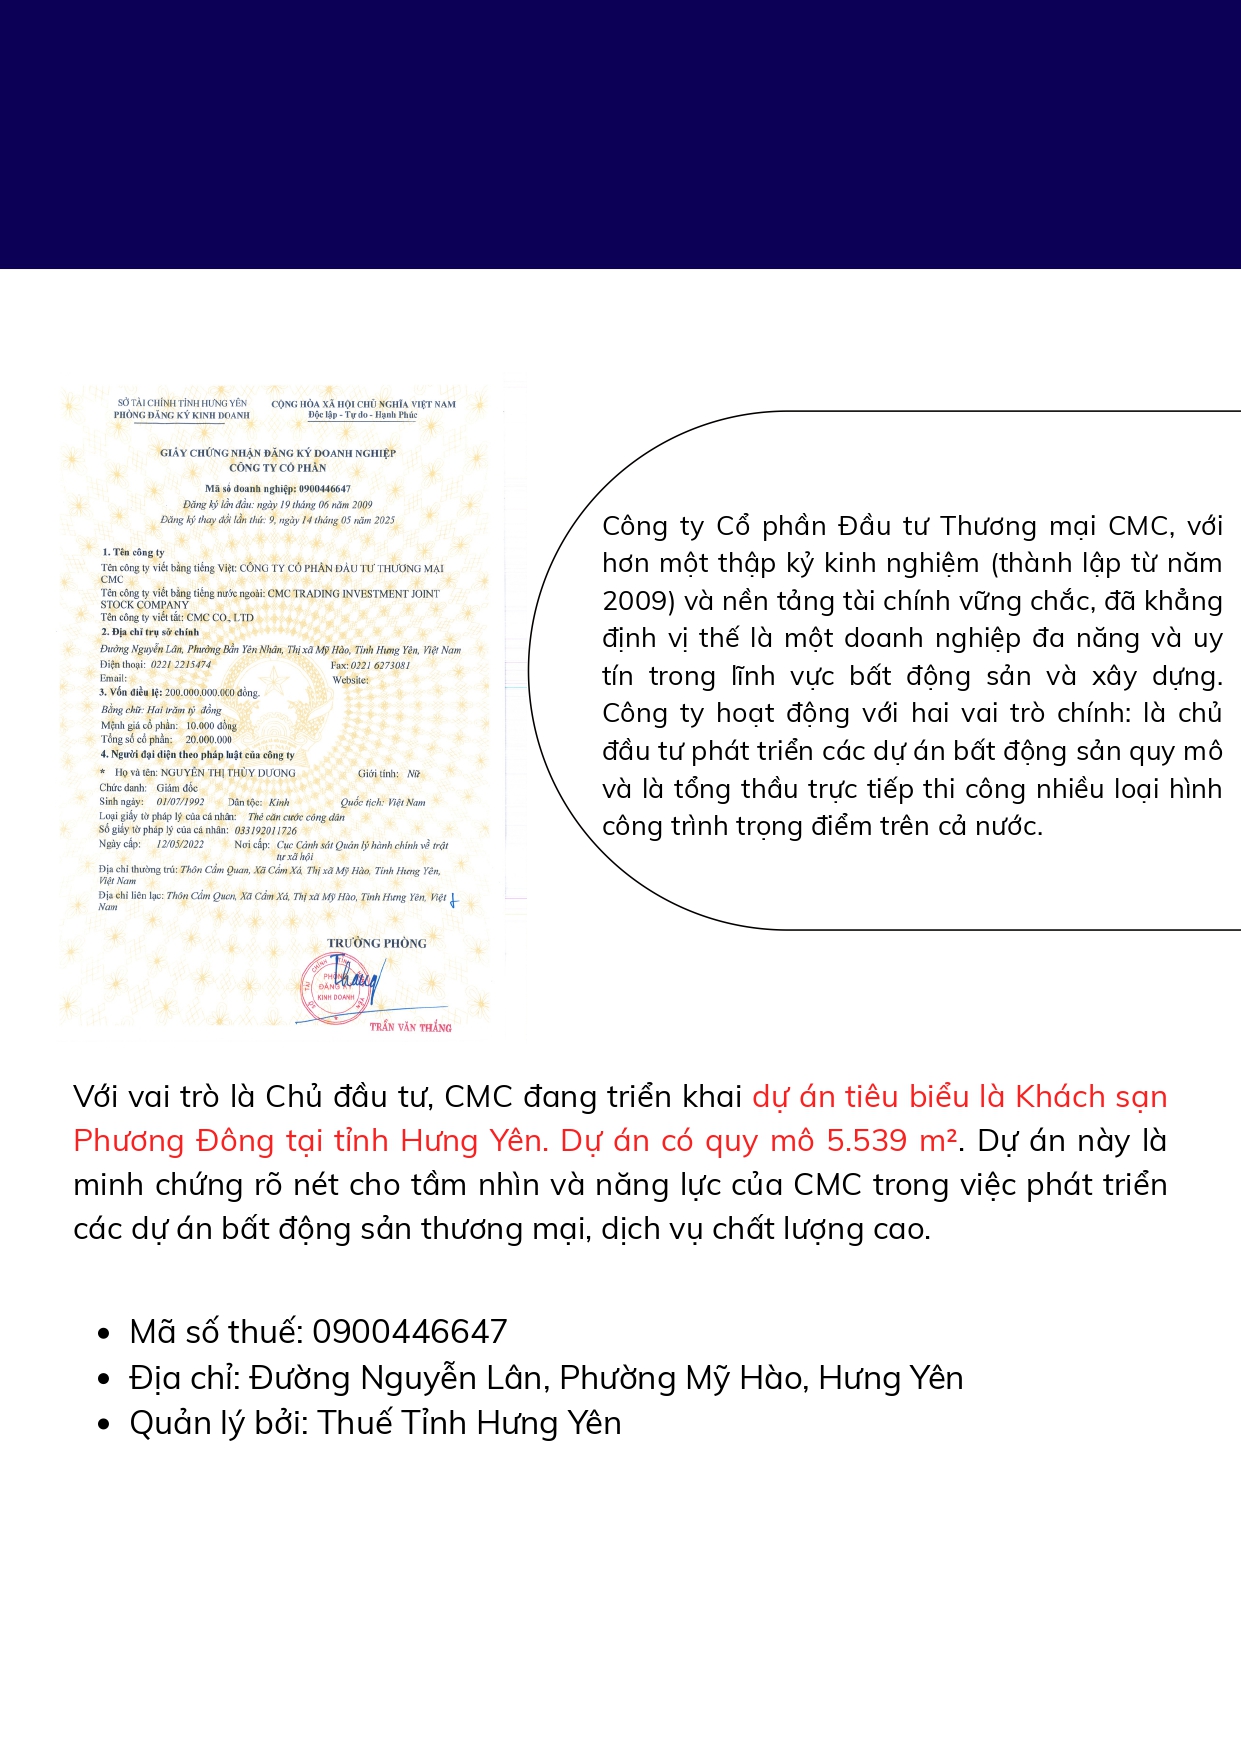 SỞ TÀI CHÍNH TỈNH HƯNG YÊN
PHÒNG ĐĂNG KÝ KINH DOANH
CỘNG HÒA XÃ HỘI CHỦ NGHĨA VIỆT NAM
Độc lập - Tự do - Hạnh Phúc
GIẤY CHỨNG NHẬN ĐĂNG KÝ DOANH NGHIỆP
CÔNG TY CỔ PHẦN
Mã số doanh nghiệp: 0900446647
Đăng ký lần đầu: ngày 19 tháng 06 năm 2009
Đăng ký thay đổi lần thứ: 9, ngày 14 tháng 05 năm 2025
1. Tên công ty
Tên công ty viết bằng tiếng Việt: CÔNG TY CỔ PHẦN ĐẦU TƯ THƯƠNG MẠI
CMC
Tên công ty viết bằng tiếng nước ngoài: CMC TRADING INVESTMENT JOINT
STOCK COMPANY
Tên công ty viết tắt: CMC CO., LTD
2. Địa chỉ trụ sở chính
Đường Nguyễn Lân, Phường Bần Yên Nhân, Thị xã Mỹ Hào, Tỉnh Hưng Yên, Việt Nam
Điện thoại: 0221 2215474 Fax: 0221 6273081
Email: Website:
3. Vốn điều lệ: 200.000.000.000 đồng.
Bằng chữ: Hai trăm tỷ đồng
Mệnh giá cổ phần: 10.000 đồng
Tổng số cổ phần: 20.000.000
4. Người đại diện theo pháp luật của công ty
* Họ và tên: NGUYỄN THỊ THÙY DƯƠNG Giới tính: Nữ
Chức danh: Giám đốc
Sinh ngày: 01/07/1992 Dân tộc: Kinh Quốc tịch: Việt Nam
Loại giấy tờ pháp lý của cá nhân: Thẻ căn cước công dân
Số giấy tờ pháp lý của cá nhân: 033192011726
Ngày cấp: 12/05/2022 Nơi cấp: Cục Cảnh sát Quản lý hành chính về trật
tự xã hội
Địa chỉ thường trú: Thôn Cẩm Quan, Xã Cẩm Xá, Thị xã Mỹ Hào, Tỉnh Hưng Yên,
Việt Nam
Địa chỉ liên lạc: Thôn Cẩm Quan, Xã Cẩm Xá, Thị xã Mỹ Hào, Tỉnh Hưng Yên, Việt
Nam
TRƯỞNG PHÒNG
PHÒNG
ĐĂNG KÝ
KINH DOANH
TRẦN VĂN THẮNG
Công ty Cổ phần Đầu tư Thương mại CMC, với
hơn một thập kỷ kinh nghiệm (thành lập từ năm
2009) và nền tảng tài chính vững chắc, đã khẳng
định vị thế là một doanh nghiệp đa năng và uy
tín trong lĩnh vực bất động sản và xây dựng.
Công ty hoạt động với hai vai trò chính: là chủ
đầu tư phát triển các dự án bất động sản quy mô
và là tổng thầu trực tiếp thi công nhiều loại hình
công trình trọng điểm trên cả nước.
Với vai trò là Chủ đầu tư, CMC đang triển khai dự án tiêu biểu là Khách sạn
Phương Đông tại tỉnh Hưng Yên. Dự án có quy mô 5.539 m². Dự án này là
minh chứng rõ nét cho tầm nhìn và năng lực của CMC trong việc phát triển
các dự án bất động sản thương mại, dịch vụ chất lượng cao.
• Mã số thuế: 0900446647
• Địa chỉ: Đường Nguyễn Lân, Phường Mỹ Hào, Hưng Yên
• Quản lý bởi: Thuế Tỉnh Hưng Yên